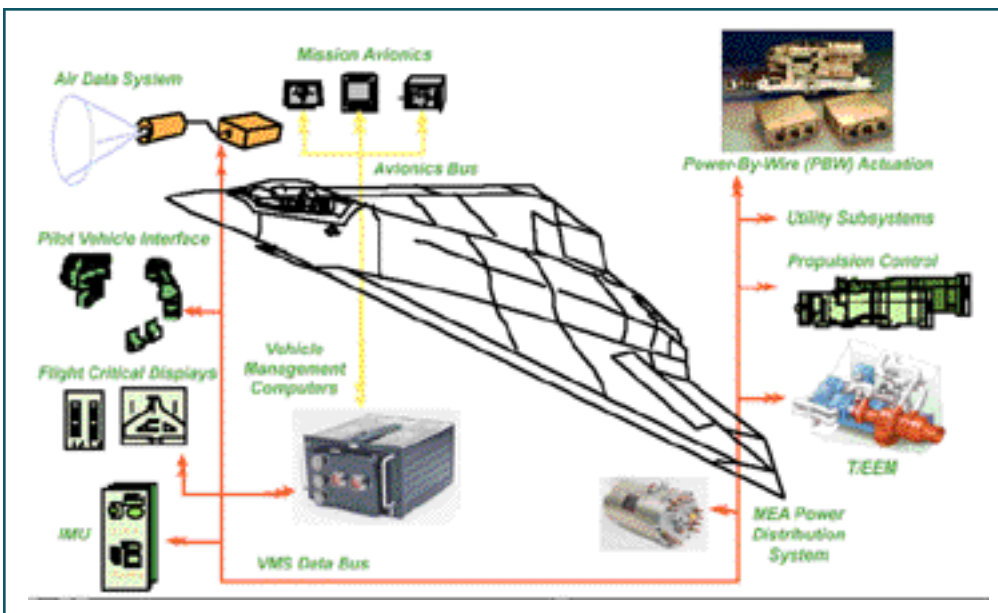 Mission Avionics
Air Data System
Avionics Bus
Power-By-Wire (PBW) Actuation
Utility Subsystems
Pilot Vehicle Interface
Propulsion Control
Vehicle
Management
Computers
Flight Critical Displays
T/EEM
IMU
MEA Power
Distribution
System
VMS Data Bus